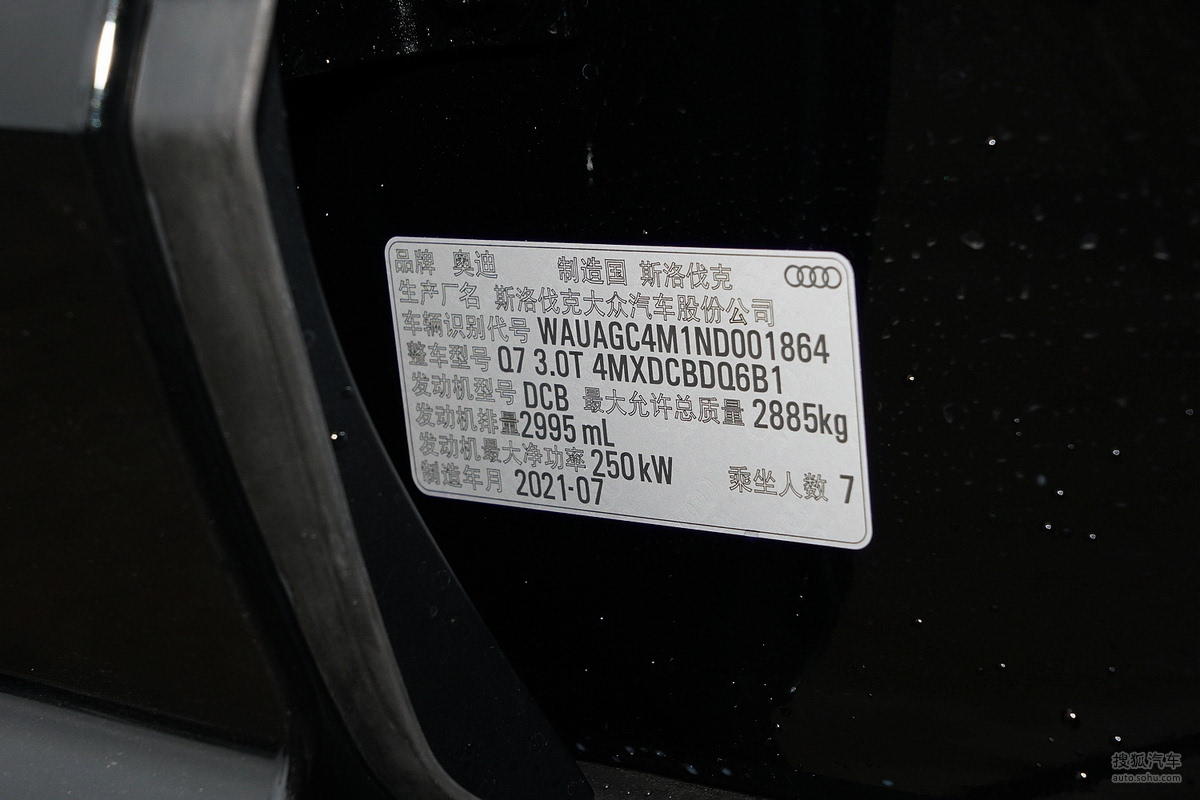 品牌 奥迪 制造国 斯洛伐克
生产厂名 斯洛伐克大众汽车股份公司
车辆识别代号 WAUAGC4M1ND001864
整车型号 Q7 3.0T 4MXDCBDQ6B1
发动机型号 DCB 最大允许总质量 2885kg
发动机排量 2995 mL
发动机最大净功率 250 kW 乘坐人数 7
制造年月 2021-07
搜狐汽车
auto.sohu.com